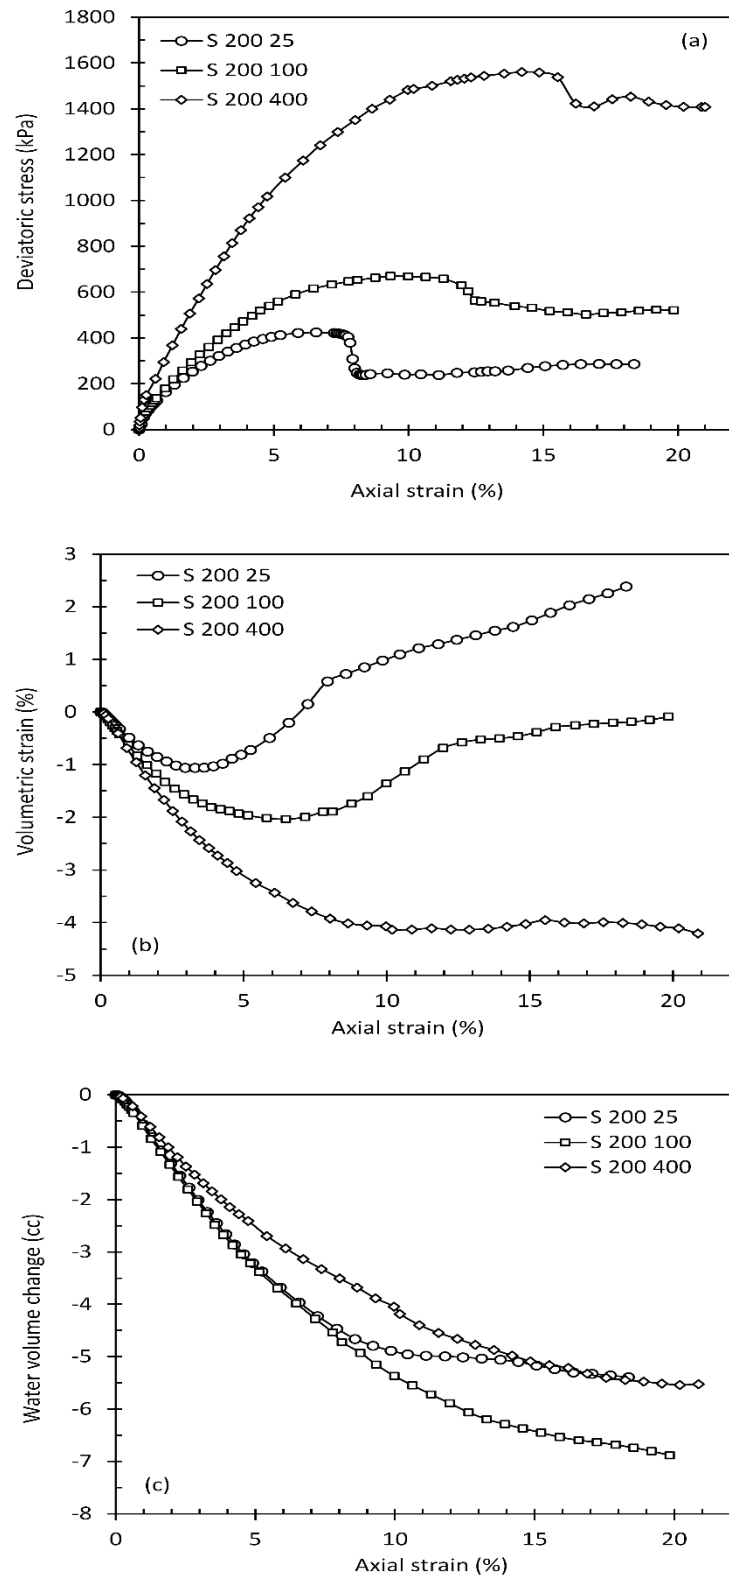 1800
1600
1400
1200
1000
800
600
400
200
0
Deviatoric stress (kPa)
S 200 25
S 200 100
S 200 400
(a)
0 5 10 15 20
Axial strain (%)
3
2
1
0
-1
-2
-3
-4
-5
Volumetric strain (%)
S 200 25
S 200 100
S 200 400
(b)
0 5 10 15 20
Axial strain (%)
0
-1
-2
-3
-4
-5
-6
-7
-8
Water volume change (cc)
S 200 25
S 200 100
S 200 400
(c)
0 5 10 15 20
Axial strain (%)